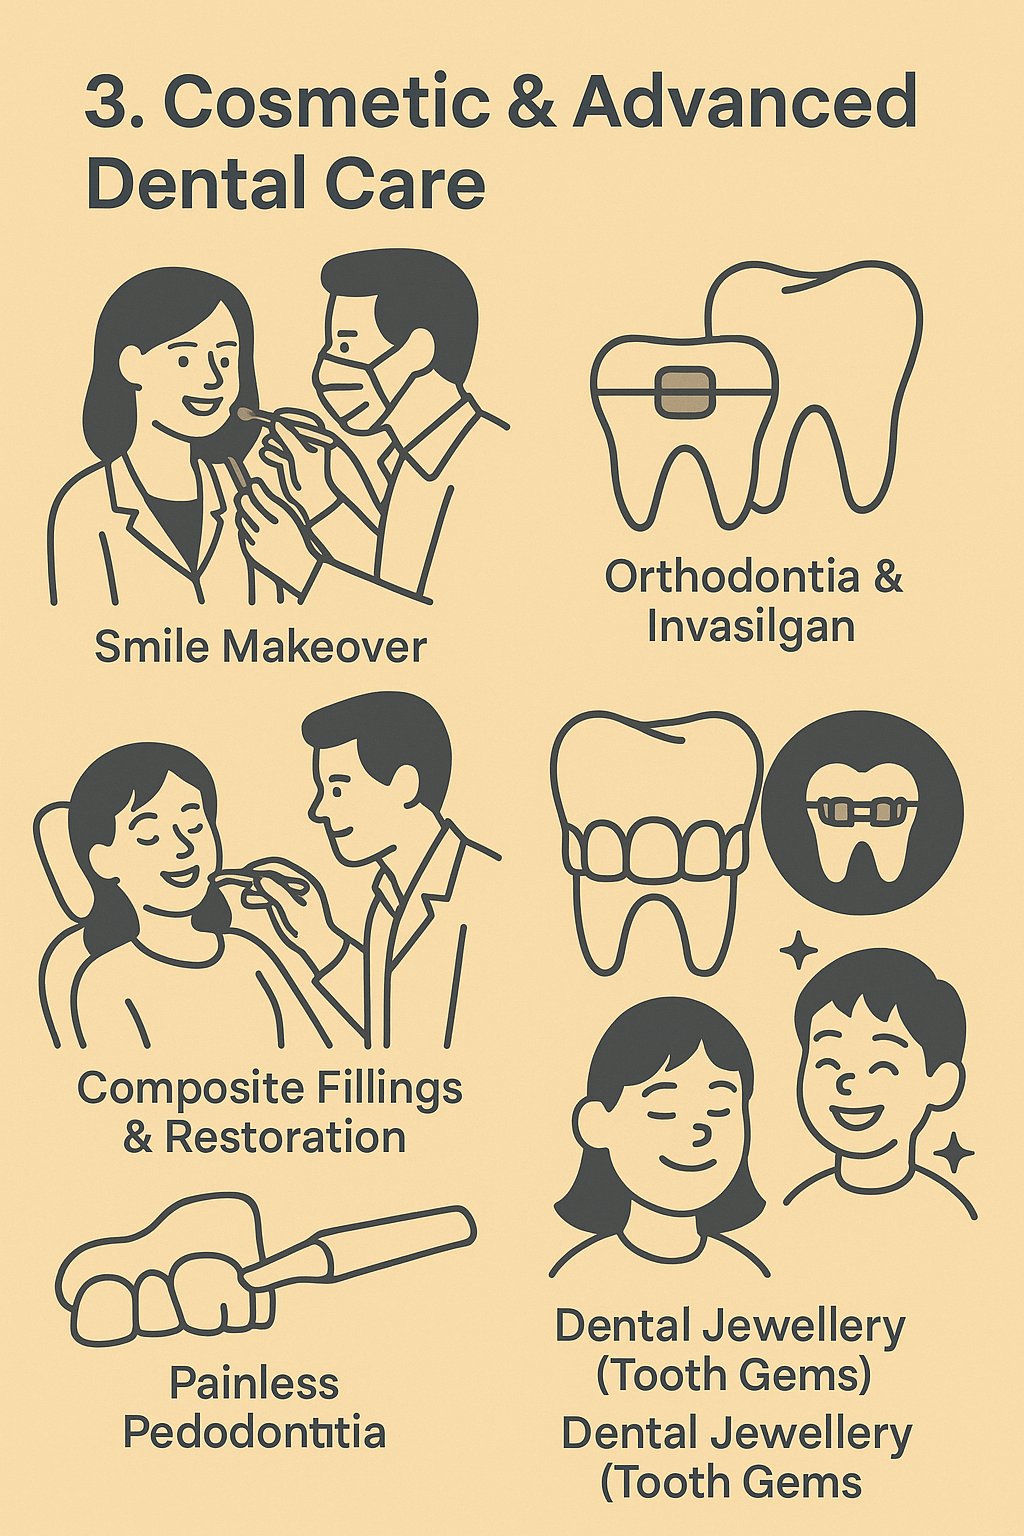 3. Cosmetic & Advanced
Dental Care
Smile Makeover
Orthodontia &
Invasilgan
Composite Fillings
& Restoration
Painless
Pedodontitia
Dental Jewellery
(Tooth Gems)
Dental Jewellery
(Tooth Gems